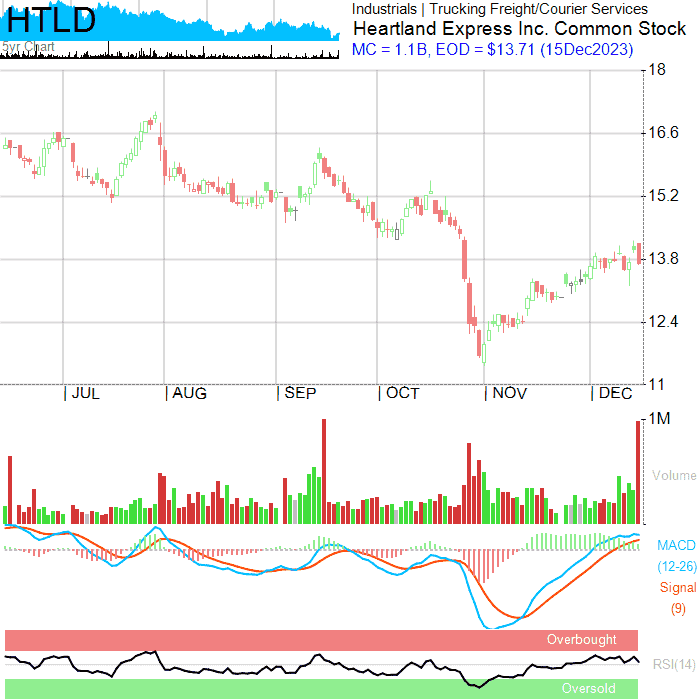 HTLD
5yr Chart
Industrials | Trucking Freight/Courier Services
Heartland Express Inc. Common Stock
MC = 1.1B, EOD = $13.71 (15Dec2023)
18
16.6
15.2
13.8
12.4
11
| JUL | AUG | SEP | OCT | NOV | DEC
1M
Volume
MACD
(12-26)
Signal
(9)
Overbought
RSI(14)
Oversold